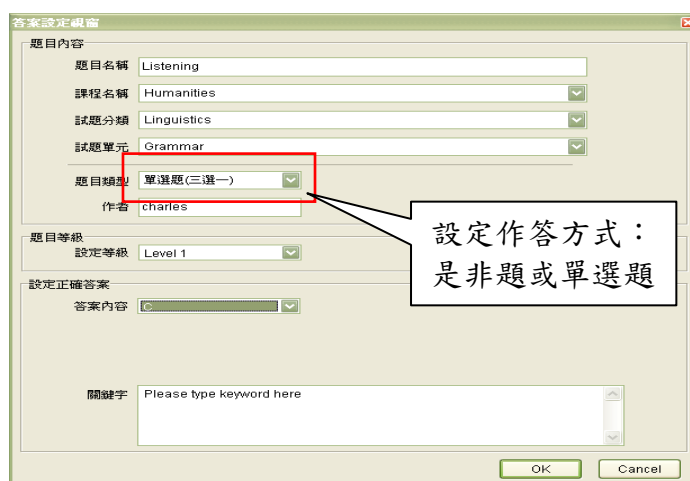 答案設定視窗
題目內容
題目名稱 Listening
課程名稱 Humanities
試題分類 Linguistics
試題單元 Grammar
題目類型 單選題(三選一)
作者 charles
設定作答方式：
是非題或單選題
題目等級
設定等級 Level 1
設定正確答案
答案內容 C
關鍵字 Please type keyword here
OK Cancel